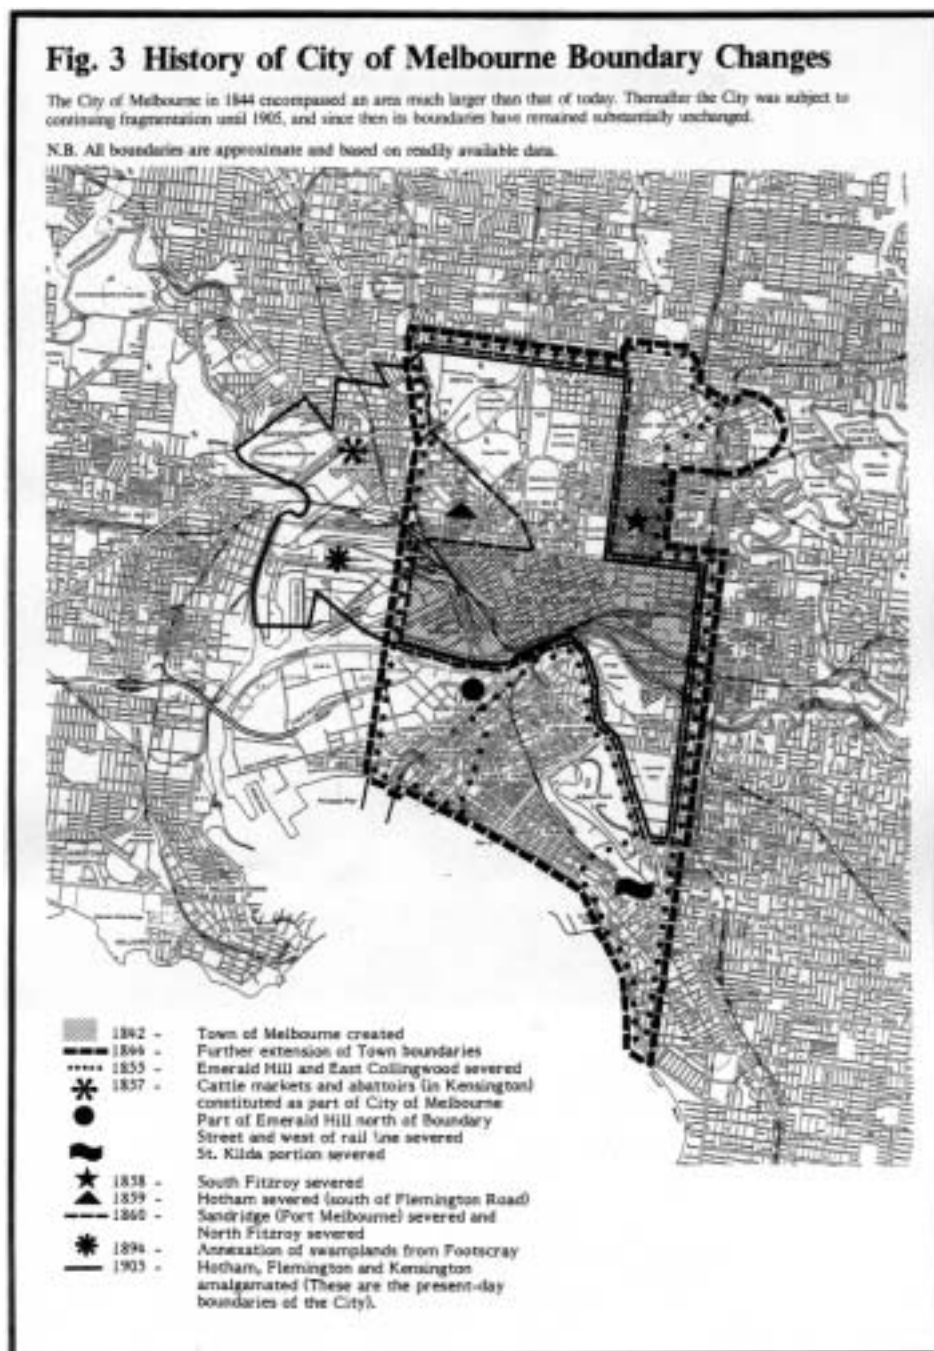 Fig. 3 History of City of Melbourne Boundary Changes
The City of Melbourne in 1844 encompassed an area much larger than that of today. Thereafter the City was subject to
continuing fragmentation until 1905, and since then its boundaries have remained substantially unchanged.
N.B. All boundaries are approximate and based on readily available data.
1842 - Town of Melbourne created
1844 - Further extension of Town boundaries
1855 - Emerald Hill and East Collingwood severed
1857 - Cattle markets and abattoirs (in Kensington)
constituted as part of City of Melbourne
Part of Emerald Hill north of Boundary
Street and west of rail line severed
St. Kilda portion severed
1858 - South Fitzroy severed
1859 - Hotham severed (south of Flemington Road)
1860 - Sandridge (Port Melbourne) severed and
North Fitzroy severed
1894 - Annexation of swamplands from Footscray
1905 - Hotham, Flemington and Kensington
amalgamated (These are the present-day
boundaries of the City).